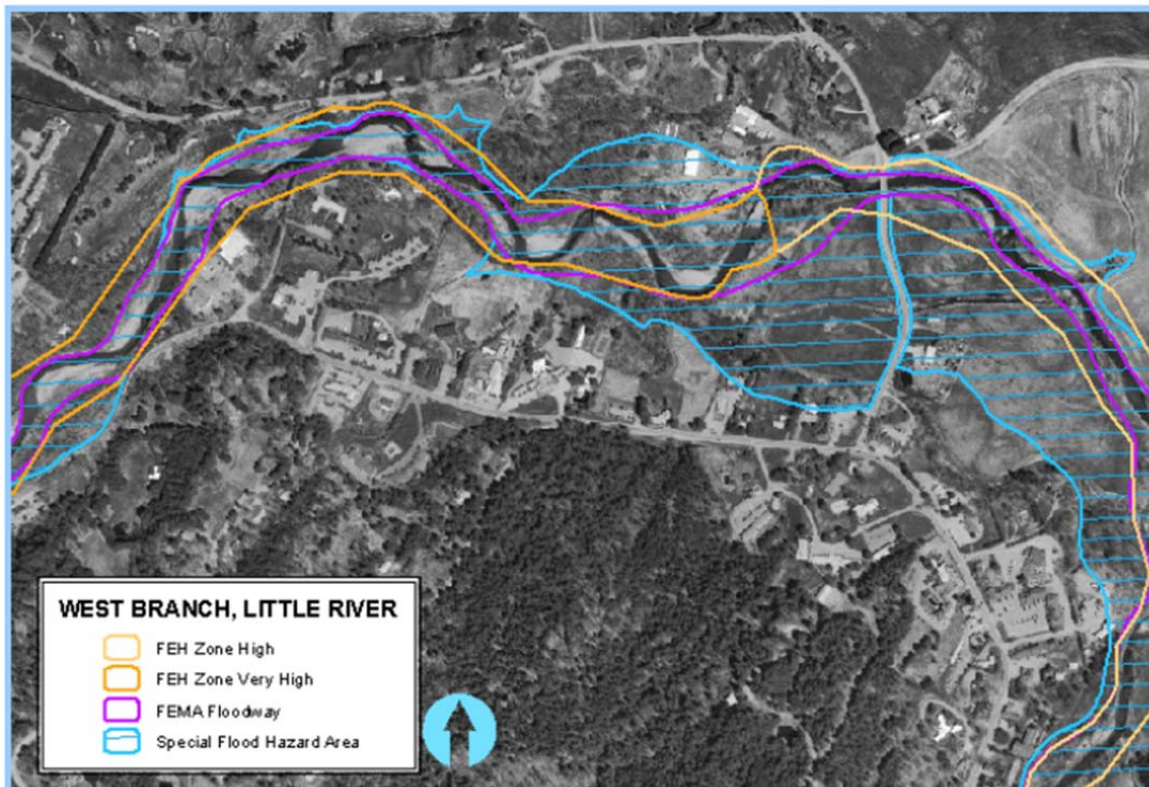 WEST BRANCH, LITTLE RIVER
FEH Zone High
FEH Zone Very High
FEMA Floodway
Special Flood Hazard Area